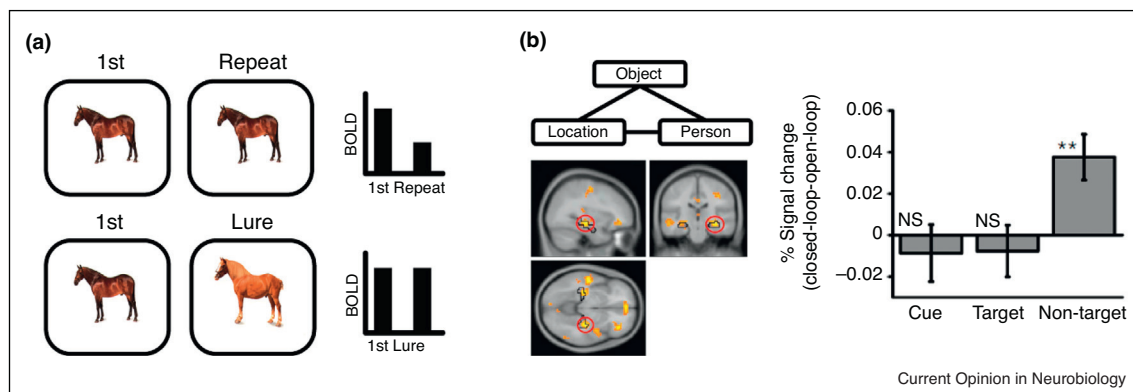 (a)
1st Repeat
BOLD
1st Repeat
1st Lure
BOLD
1st Lure
(b)
Object
Location Person
% Signal change
(closed-loop-open-loop)
0.06
0.04
0.02
0
−0.02
NS NS **
Cue Target Non-target
Current Opinion in Neurobiology